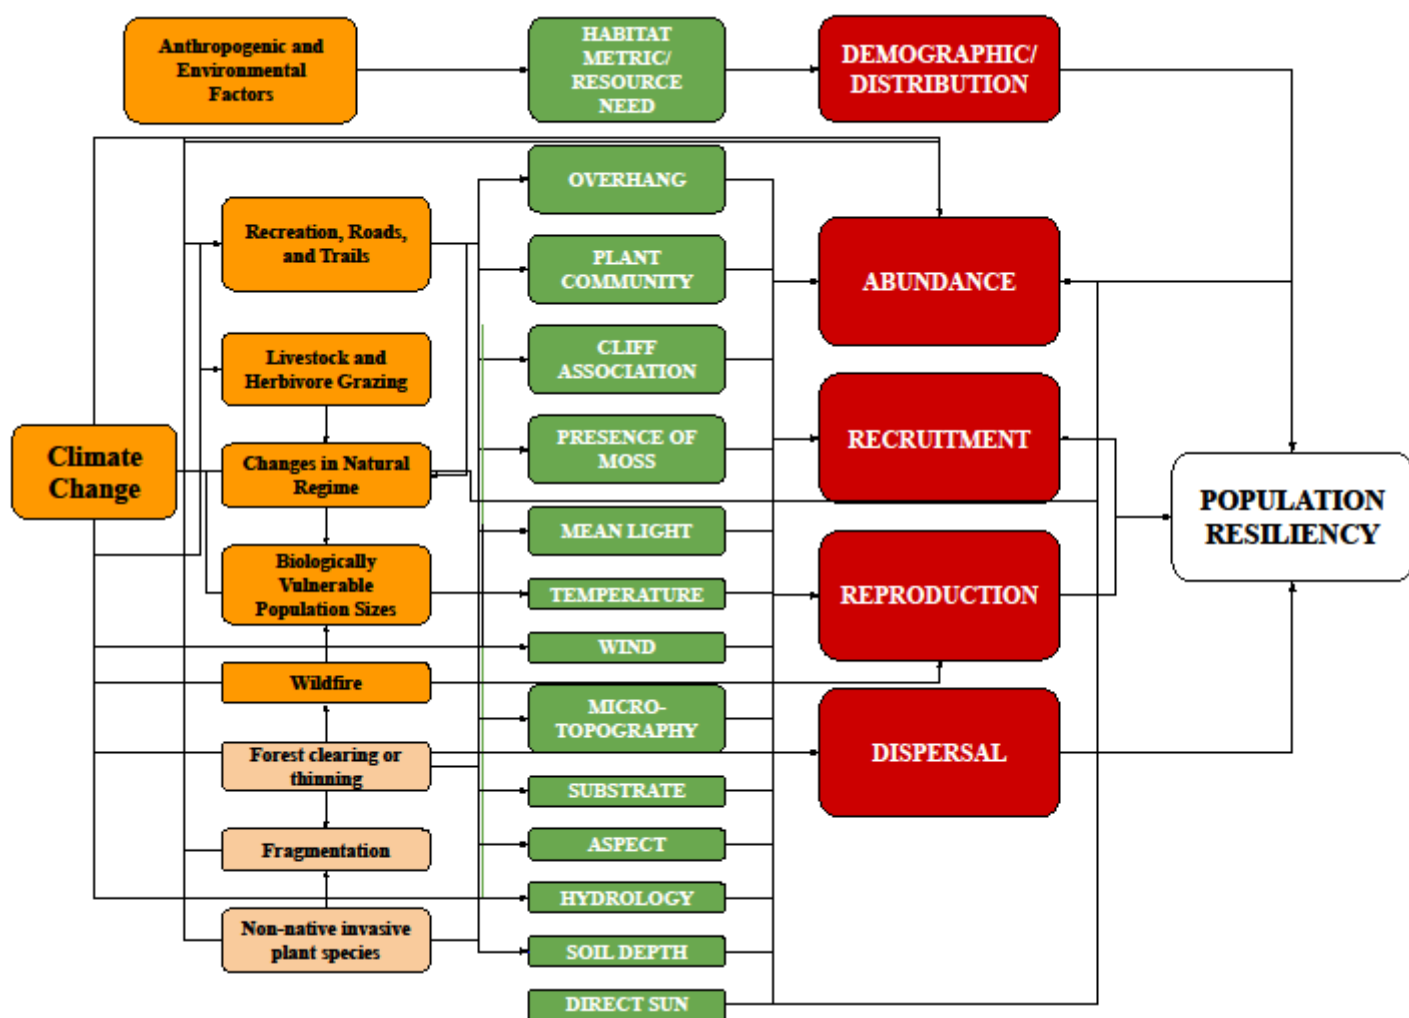 Anthropogenic and
Environmental
Factors
HABITAT
METRIC/
RESOURCE
NEED
DEMOGRAPHIC/
DISTRIBUTION
OVERHANG
Recreation, Roads,
and Trails
PLANT
COMMUNITY
ABUNDANCE
Livestock and
Herbivore Grazing
CLIFF
ASSOCIATION
Climate
Change
Changes in Natural
Regime
PRESENCE OF
MOSS
RECRUITMENT
POPULATION
RESILIENCY
MEAN LIGHT
Biologically
Vulnerable
Population Sizes
TEMPERATURE
REPRODUCTION
WIND
Wildfire
MICRO-
TOPOGRAPHY
Forest clearing or
thinning
DISPERSAL
SUBSTRATE
Fragmentation
ASPECT
HYDROLOGY
Non-native invasive
plant species
SOIL DEPTH
DIRECT SUN